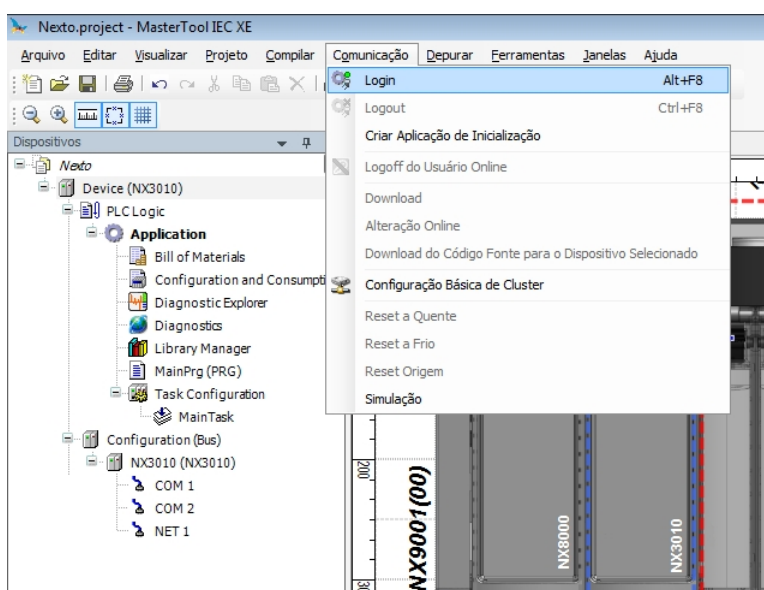 Nexto.project - MasterTool IEC XE
Arquivo Editar Visualizar Projeto Compilar Comunicação Depurar Ferramentas Janelas Ajuda
Login Alt+F8
Logout Ctrl+F8
Criar Aplicação de Inicialização
Logoff do Usuário Online
Download
Alteração Online
Download do Código Fonte para o Dispositivo Selecionado
Configuração Básica de Cluster
Reset a Quente
Reset a Frio
Reset Origem
Simulação
Dispositivos
Nexto
Device (NX3010)
PLC Logic
Application
Bill of Materials
Configuration and Consumpti
Diagnostic Explorer
Diagnostics
Library Manager
MainPrg (PRG)
Task Configuration
MainTask
Configuration (Bus)
NX3010 (NX3010)
COM 1
COM 2
NET 1
200
NX9001(00)
NX8000
NX3010